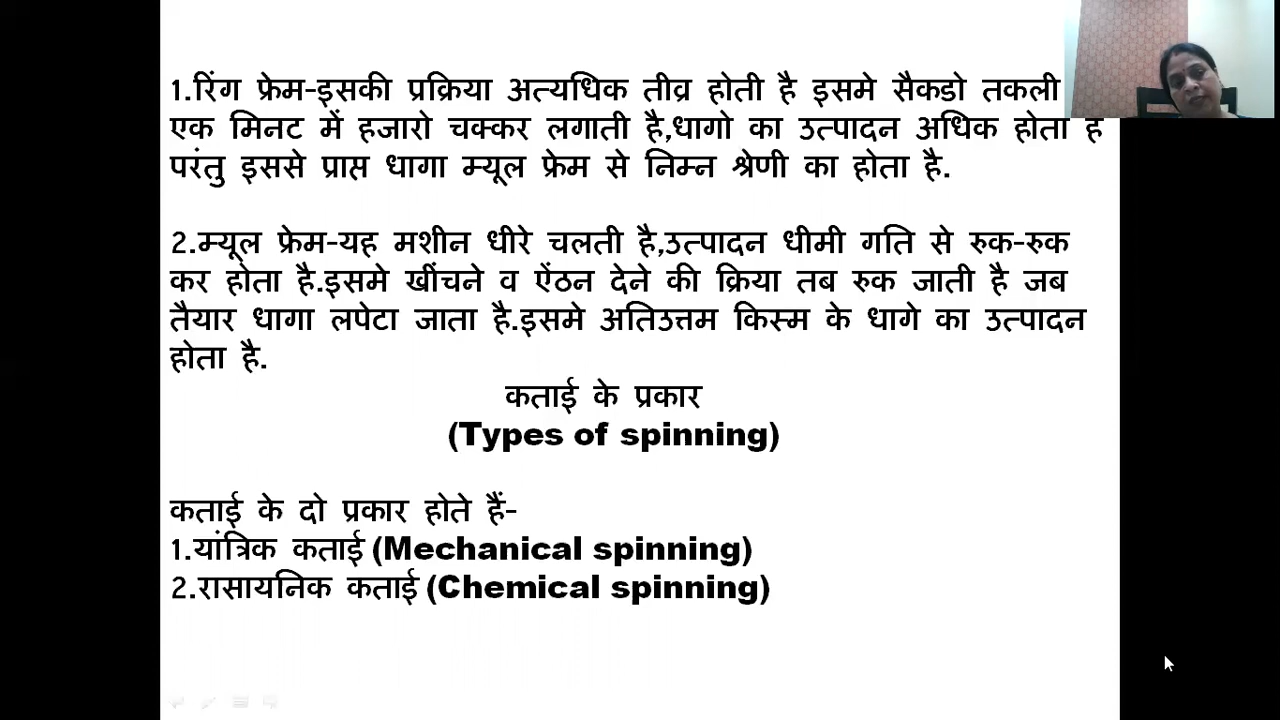 1.रिंग फ्रेम-इसकी प्रक्रिया अत्यधिक तीव्र होती है इसमे सैकडो तकली
एक मिनट में हजारो चक्कर लगाती है,धागो का उत्पादन अधिक होता है
परंतु इससे प्राप्त धागा म्यूल फ्रेम से निम्न श्रेणी का होता है.
2.म्यूल फ्रेम-यह मशीन धीरे चलती है,उत्पादन धीमी गति से रुक-रुक
कर होता है.इसमे खींचने व ऐंठन देने की क्रिया तब रुक जाती है जब
तैयार धागा लपेटा जाता है.इसमे अतिउत्तम किस्म के धागे का उत्पादन
होता है.
कताई के प्रकार
(Types of spinning)
कताई के दो प्रकार होते हैं-
1.यांत्रिक कताई (Mechanical spinning)
2.रासायनिक कताई (Chemical spinning)